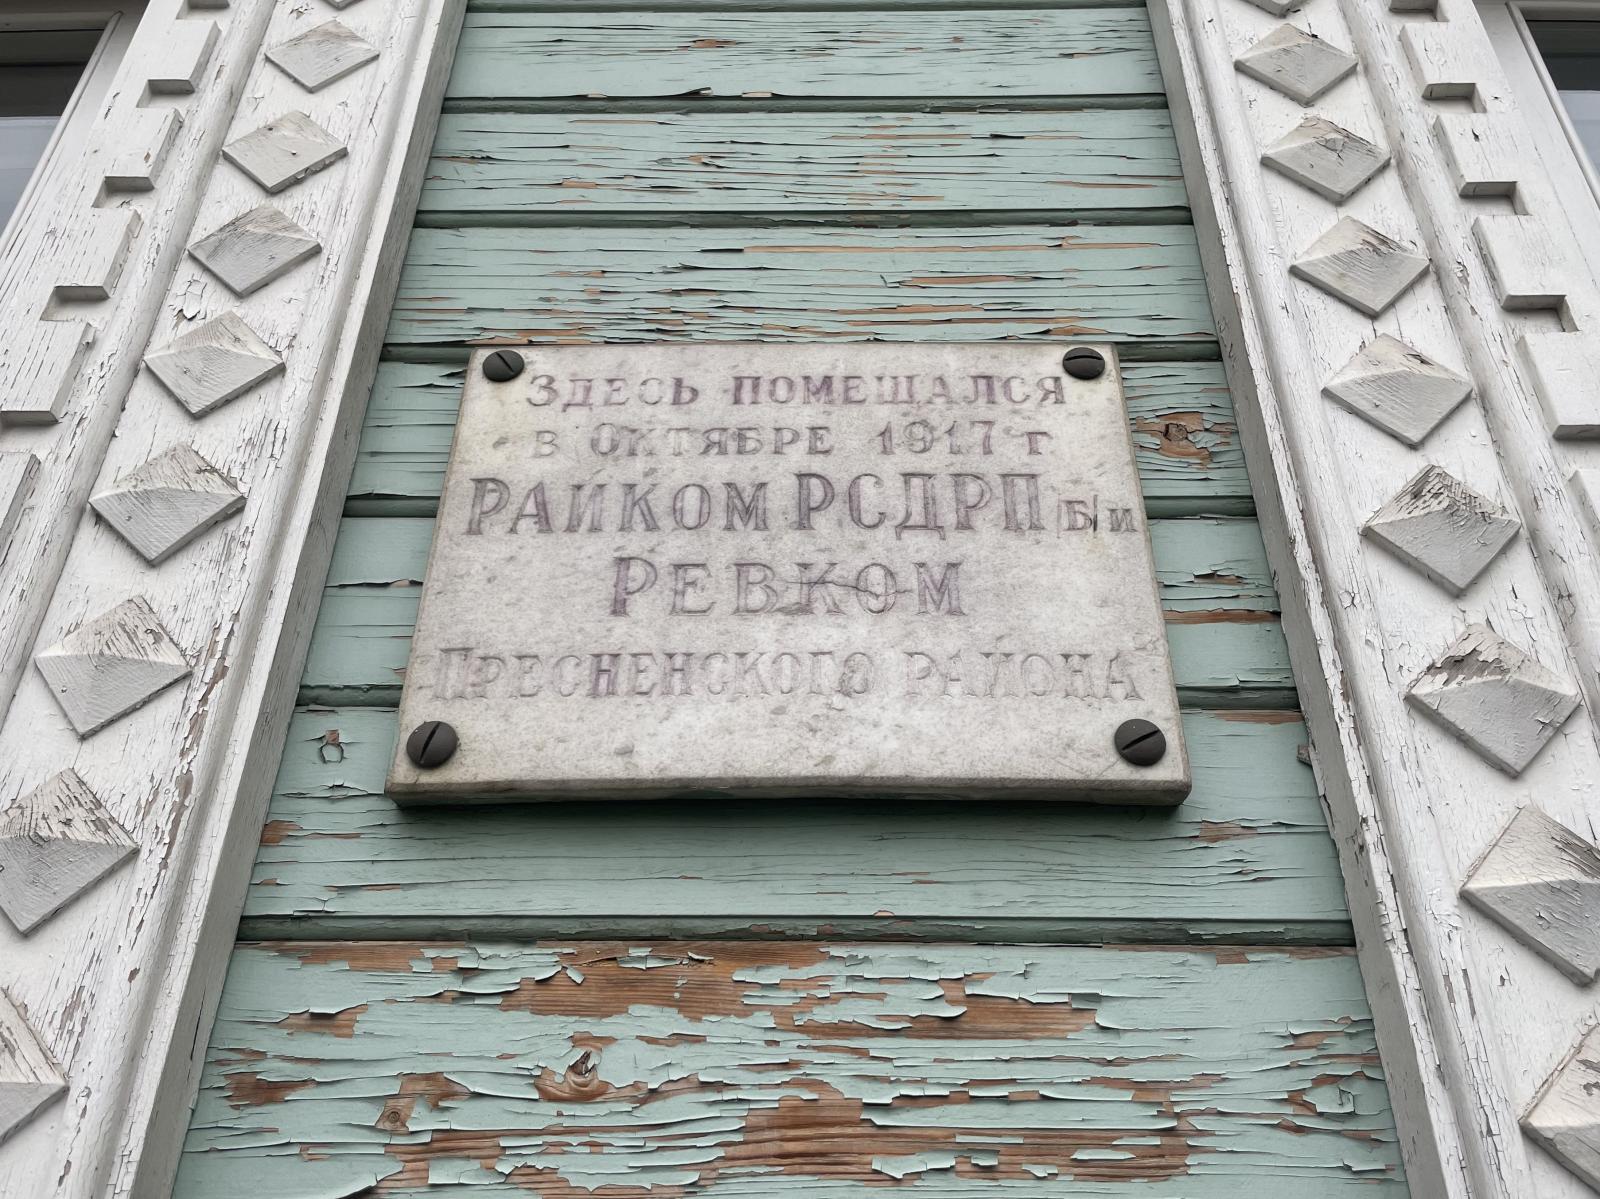 Здесь помещался
в октябре 1917 г
Райком РСДРП /б/ и
Ревком
Пресненского района